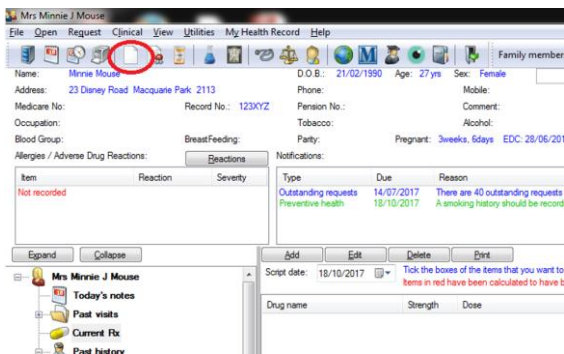 Mrs Minnie J Mouse
File Open Request Clinical View Utilities My Health Record Help
Family member
Name: Minnie Mouse D.O.B.: 21/02/1990 Age: 27 yrs Sex: Female
Address: 23 Disney Road Macquarie Park 2113 Phone: Mobile:
Medicare No: Record No.: 123XYZ Pension No.: Comment:
Occupation: Tobacco: Alcohol:
Blood Group: BreastFeeding: Parity: Pregnant: 3weeks, 6days EDC: 28/06/201
Allergies / Adverse Drug Reactions: Reactions Notifications:
Item Reaction Severity Type Due Reason
Not recorded Outstanding requests 14/07/2017 There are 40 outstanding requests
Preventive health 18/10/2017 A smoking history should be record
Expand Collapse Add Edit Delete Print
Mrs Minnie J Mouse Script date: 18/10/2017 Tick the boxes of the items that you want to
Items in red have been calculated to have b
Today's notes
Past visits Drug name Strength Dose
Current Rx
Past history